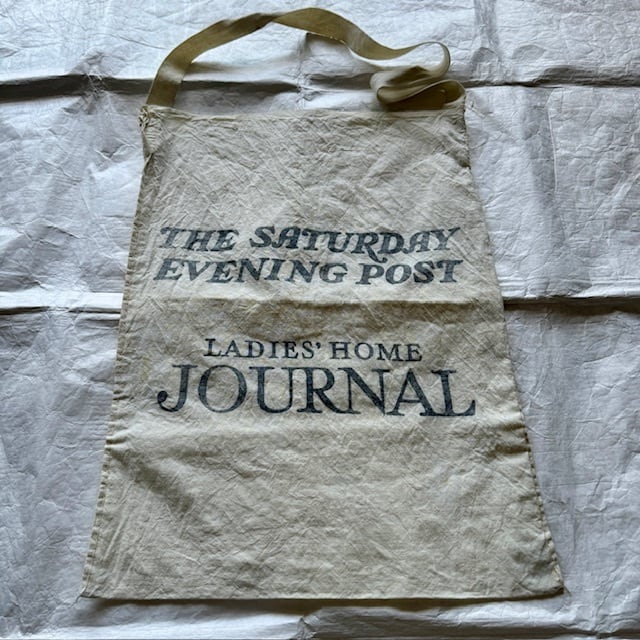 THE SATURDAY
EVENING POST
LADIES' HOME
JOURNAL